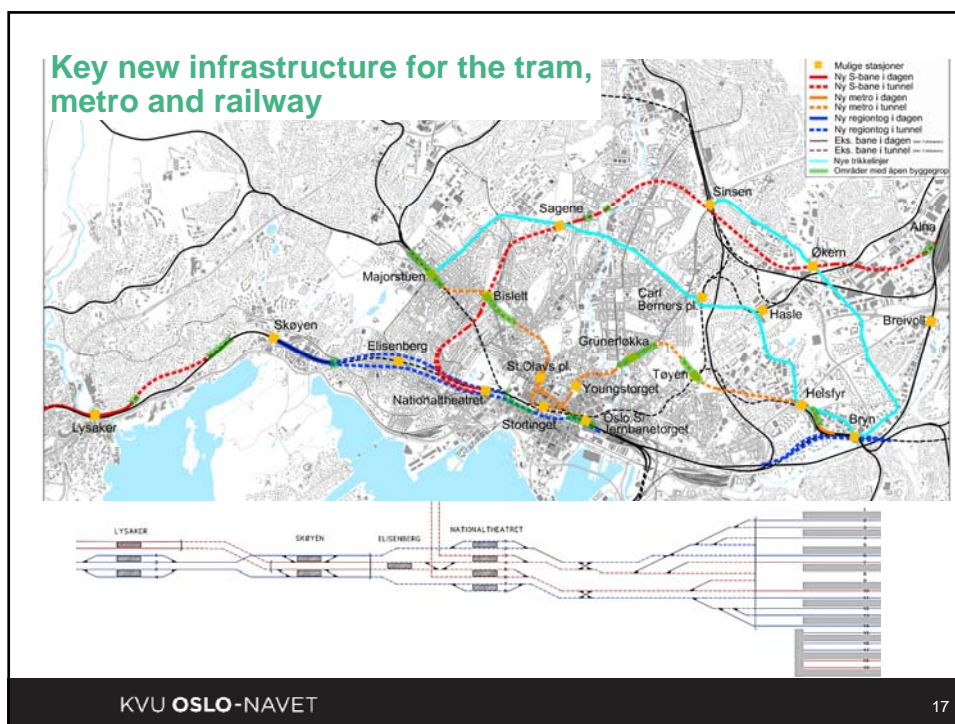 Key new infrastructure for the tram,
metro and railway
Mulige stasjoner
Ny S-bane i dagen
Ny S-bane i tunnel
Ny metro i dagen
Ny metro i tunnel
Ny regiontog i dagen
Ny regiontog i tunnel
Eks. bane i dagen
Eks. bane i tunnel
Nye trikkelinjer
Områder med åpen byggegrop
Sinsen
Sagene
Alna
Økern
Majorstuen
Bislett
Carl
Berners pl.
Hasle
Breivoll
Skøyen
Elisenberg
Grünerløkka
St.Olavs pl.
Tøyen
Youngstorget
Nationaltheatret
Helsfyr
Lysaker
Stortinget
Oslo S/
Jernbanetorget
Bryn
LYSAKER
SKØYEN
ELISENBERG
NATIONALTHEATRET
KVU OSLO-NAVET
17